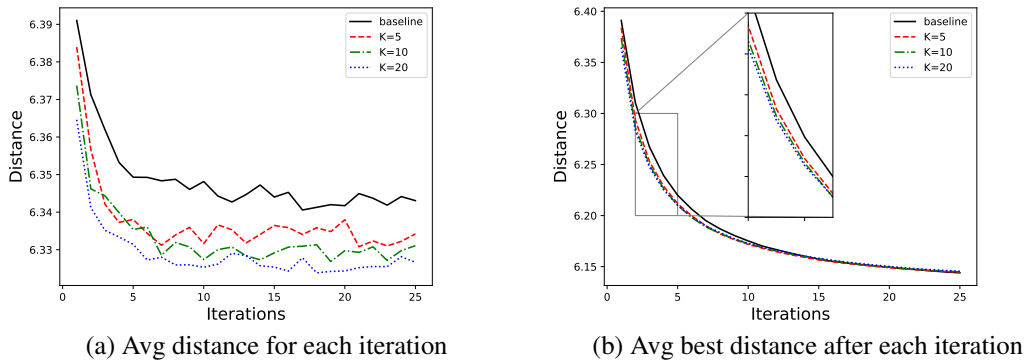 6.39
6.38
6.37
6.36
6.35
6.34
6.33
Distance
0
5
10
15
20
25
Iterations
baseline
K=5
K=10
K=20
(a) Avg distance for each iteration
6.40
6.35
6.30
6.25
6.20
6.15
Distance
0
5
10
15
20
25
Iterations
baseline
K=5
K=10
K=20
(b) Avg best distance after each iteration